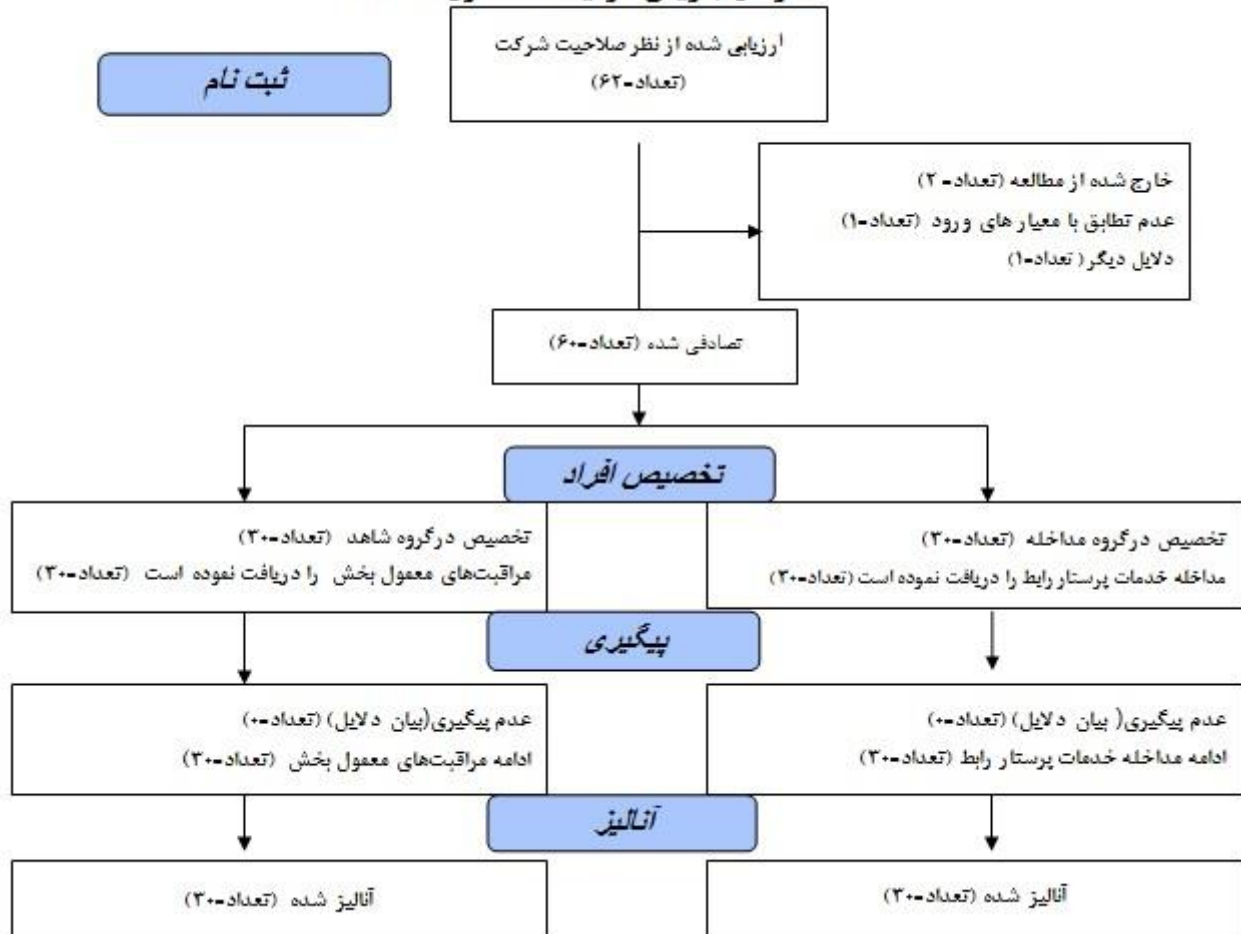 ارزیابی شده از نظر صلاحیت شرکت
(تعداد=۶۲)
ثبت نام
خارج شده از مطالعه (تعداد= ۲)
عدم تطابق با معیار های ورود (تعداد=۱)
دلایل دیگر ( تعداد=۱)
تصادفی شده (تعداد=۶۰)
تخصیص افراد
تخصیص درگروه مداخله (تعداد=۳۰)
مداخله خدمات پرستار رابط را دریافت نموده است (تعداد=۳۰)
تخصیص درگروه شاهد (تعداد=۳۰)
مراقبت‌های معمول بخش را دریافت نموده است (تعداد=۳۰)
پیگیری
عدم پیگیری( بیان دلایل) (تعداد=۰)
ادامه مداخله خدمات پرستار رابط (تعداد=۳۰)
عدم پیگیری(بیان دلایل) (تعداد=۰)
ادامه مراقبت‌های معمول بخش (تعداد=۳۰)
آنالیز
آنالیز شده (تعداد=۳۰)
آنالیز شده (تعداد=۳۰)